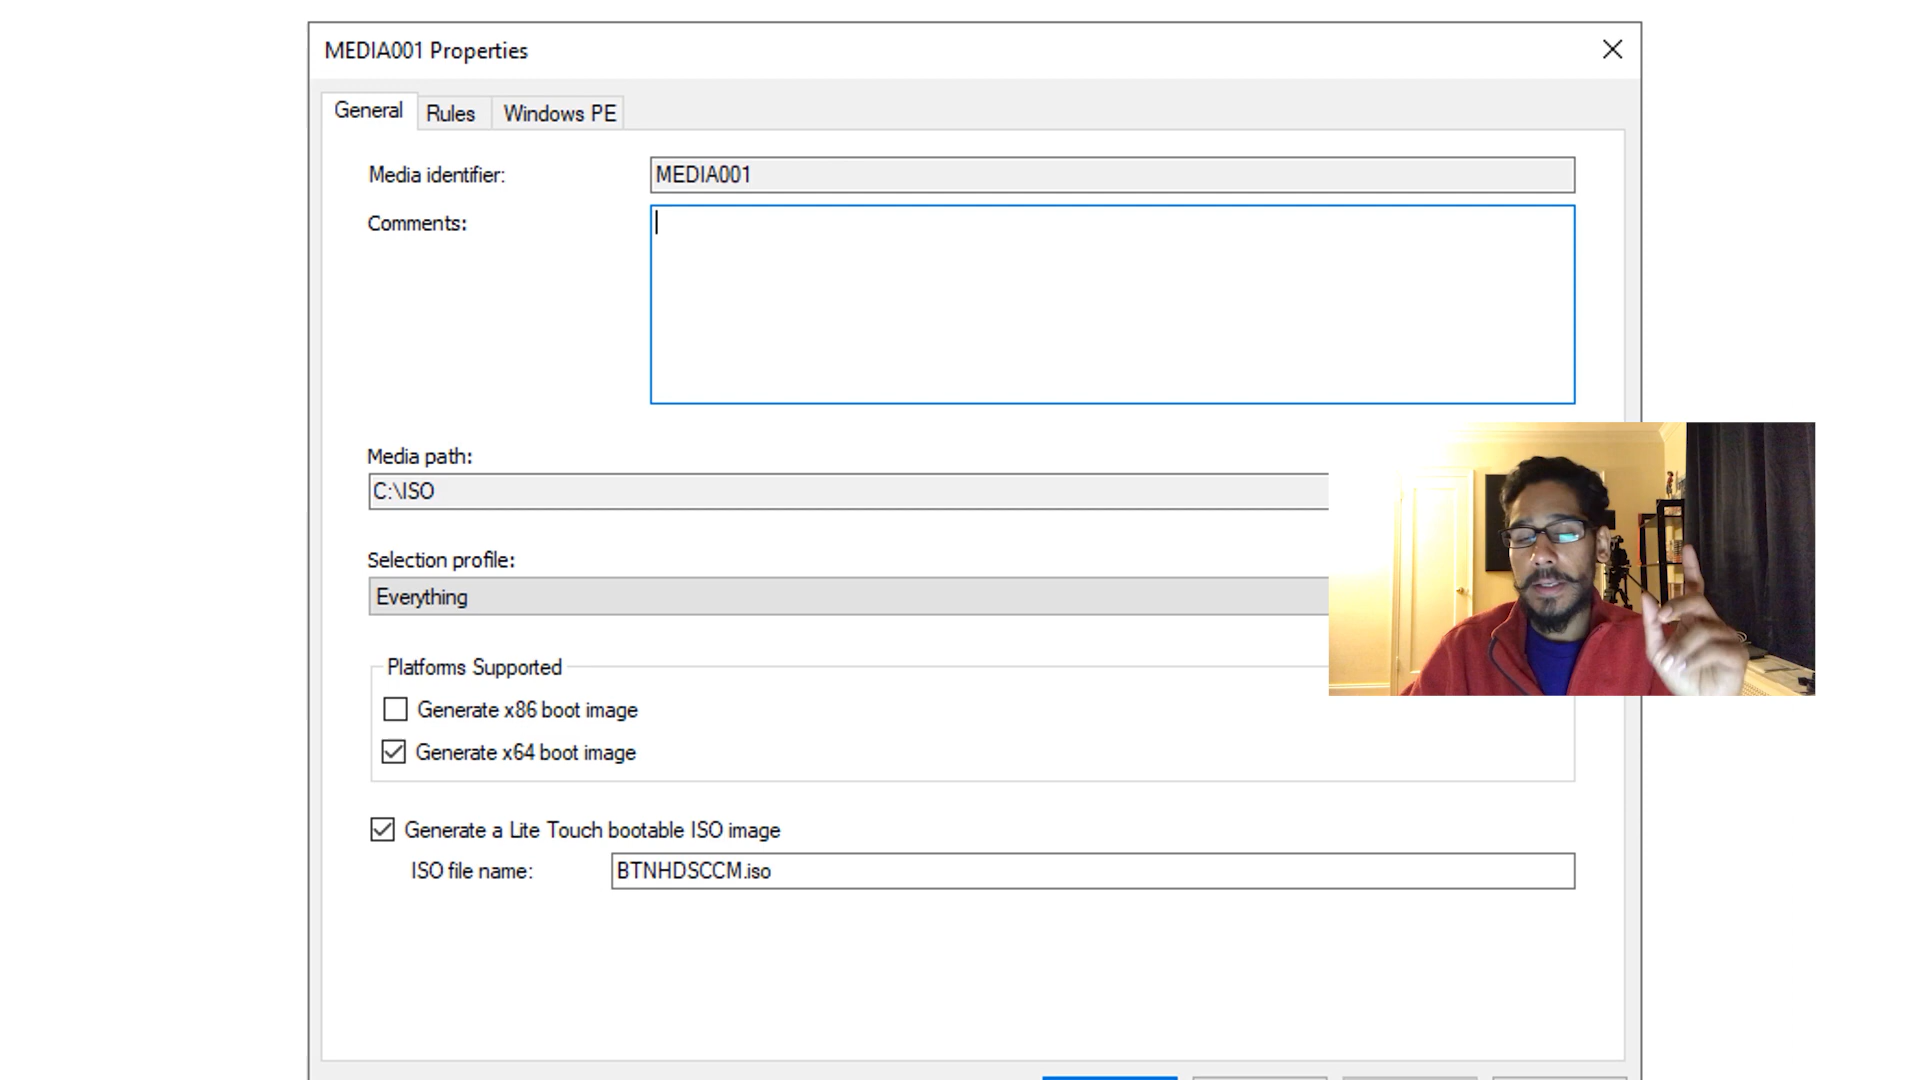 MEDIA001 Properties
General
Rules
Windows PE
Media identifier:
MEDIA001
Comments:
Media path:
C:\ISO
Selection profile:
Everything
Platforms Supported
Generate x86 boot image
Generate x64 boot image
Generate a Lite Touch bootable ISO image
ISO file name:
BTNHDSCCM.iso